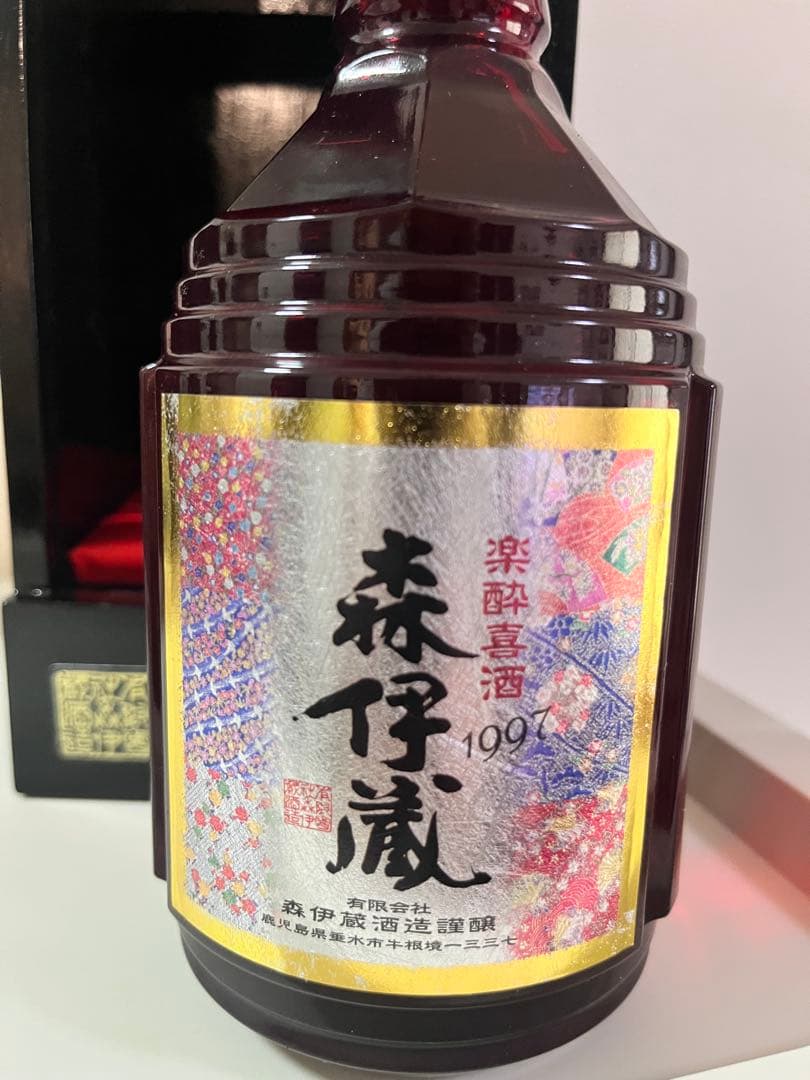 楽酔喜酒
1997
森伊蔵
有限会社
森伊蔵酒造謹醸
鹿児島県垂水市牛根境一三三七